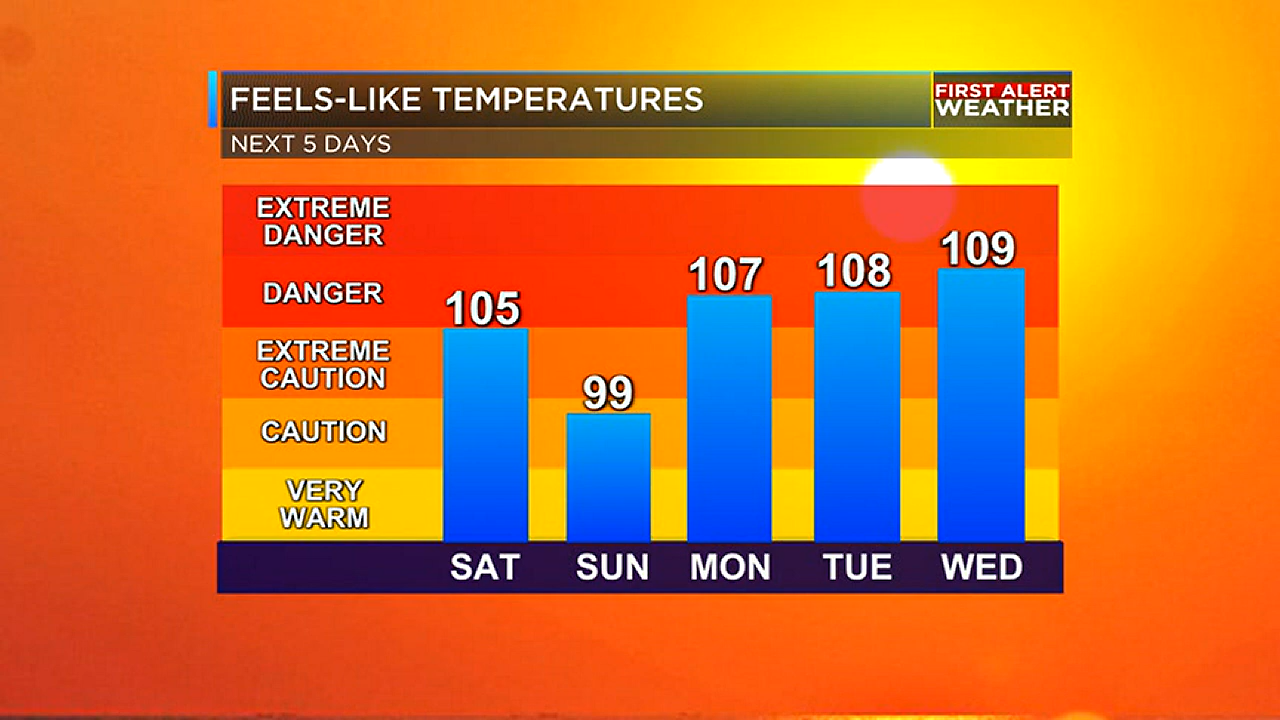 FEELS-LIKE TEMPERATURES
FIRST ALERT
WEATHER
NEXT 5 DAYS
EXTREME
DANGER
DANGER
EXTREME
CAUTION
CAUTION
VERY
WARM
105
99
107
108
109
SAT SUN MON TUE WED